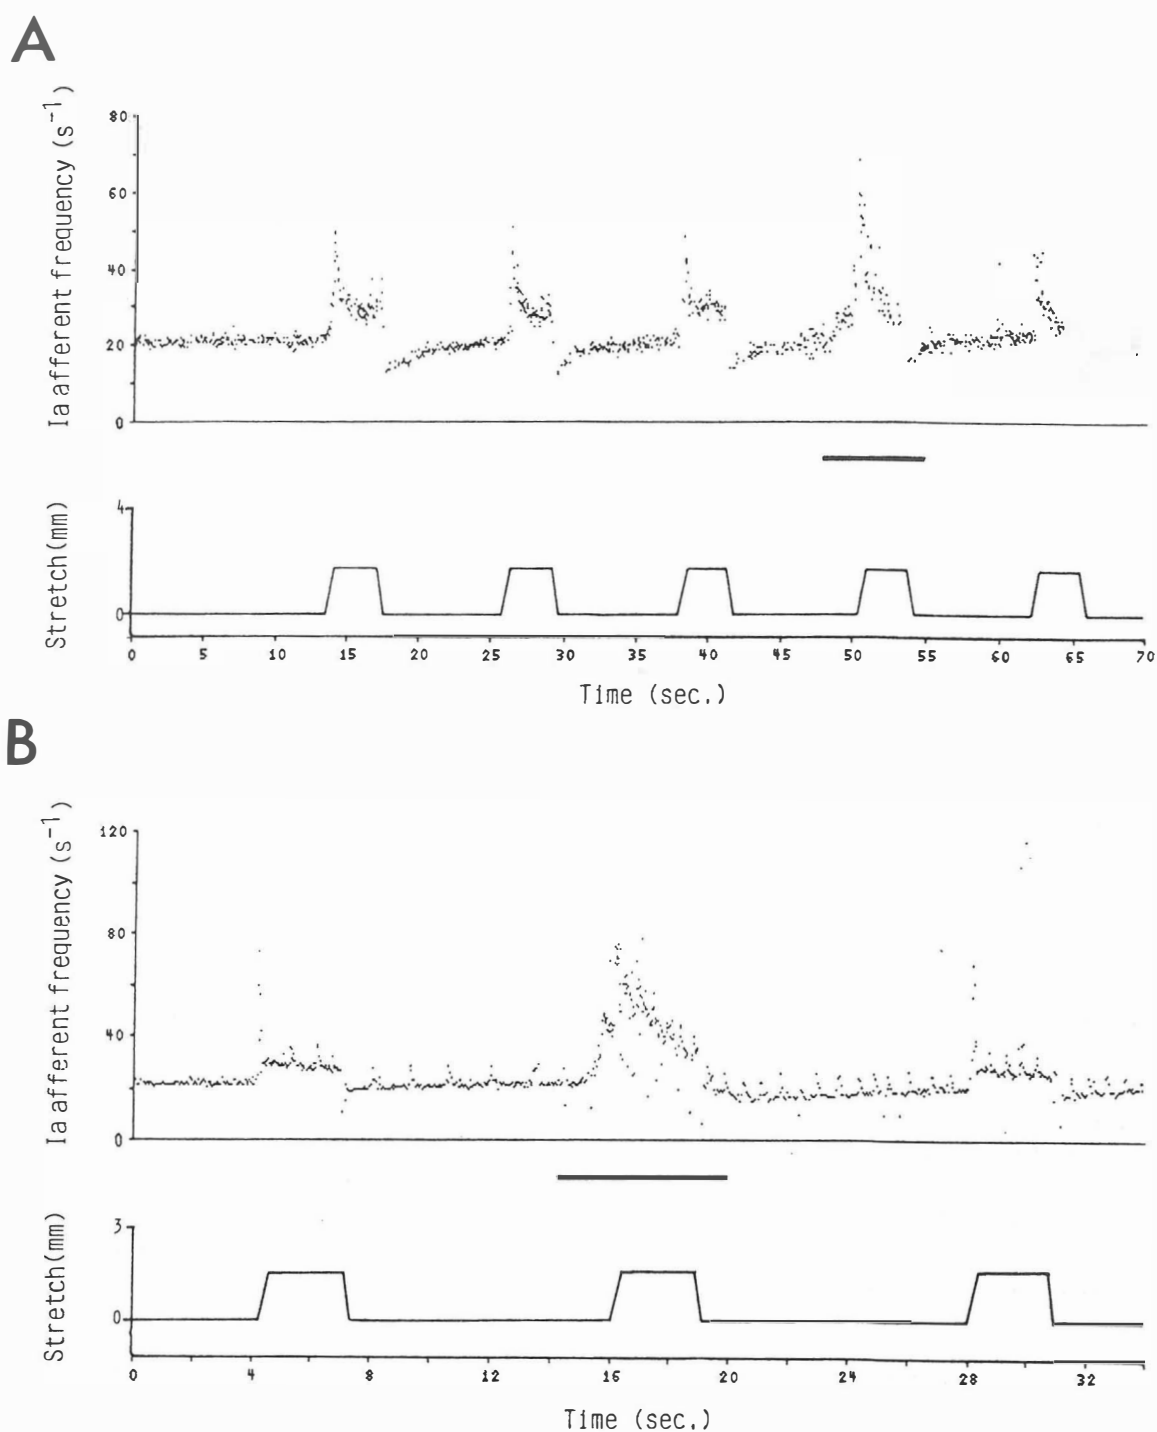 A
Ia afferent frequency (s⁻¹)
80
60
40
20
0
Stretch(mm)
4
0
0 5 10 15 20 25 30 35 40 45 50 55 60 65 70
Time (sec.)
B
Ia afferent frequency (s⁻¹)
120
80
40
0
Stretch(mm)
3
0
0 4 8 12 16 20 24 28 32
Time (sec.)